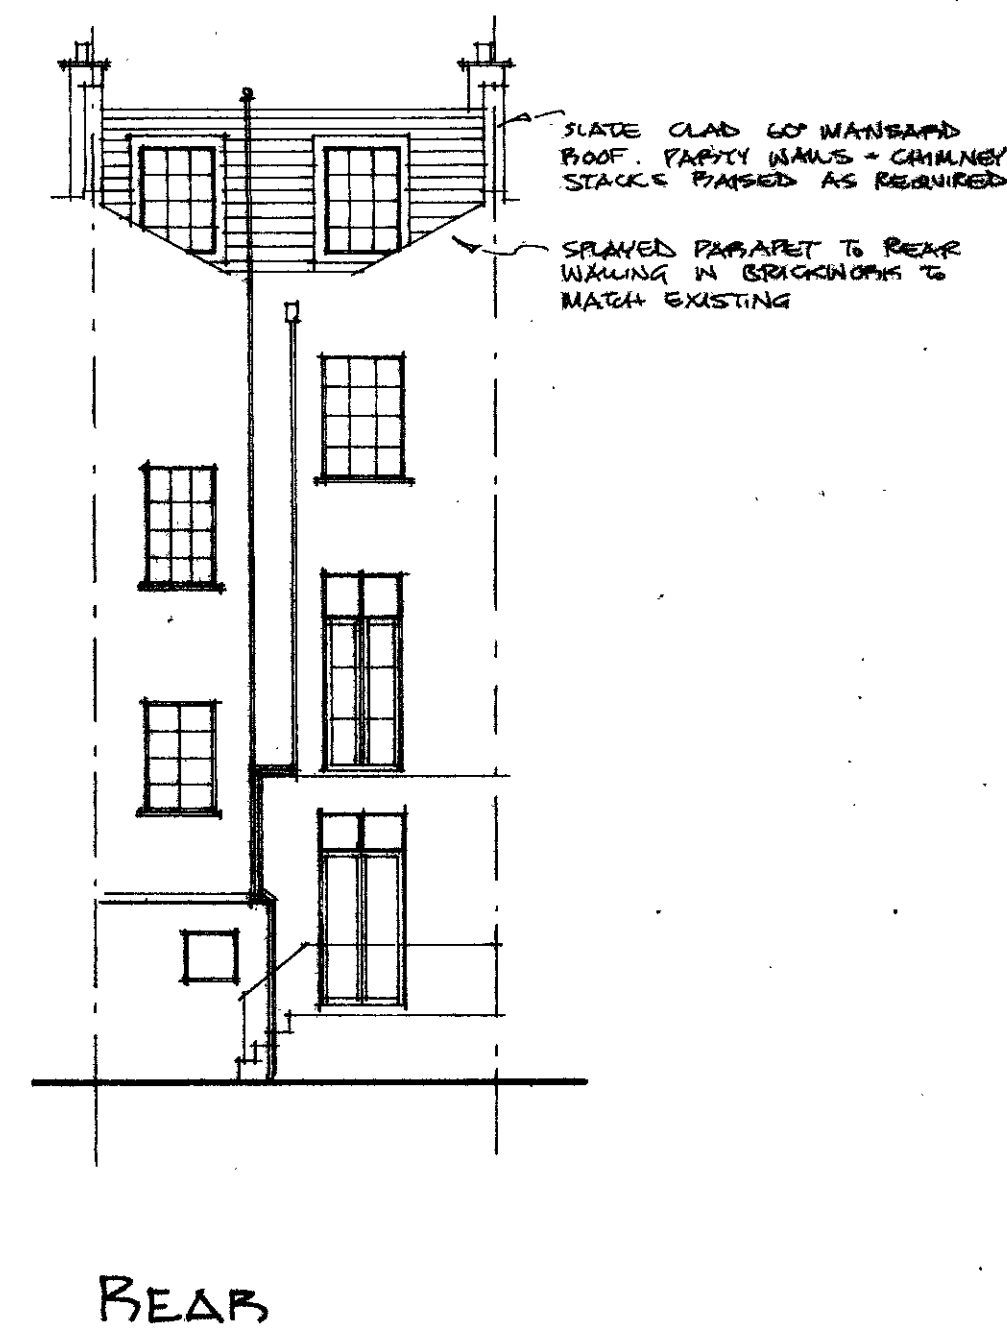 SLATE CLAD 60° MANSARD
ROOF. PARTY WALLS + CHIMNEY
STACKS RAISED AS REQUIRED
SPLAYED PARAPET TO REAR
WALLING IN BRICKWORK TO
MATCH EXISTING
REAR